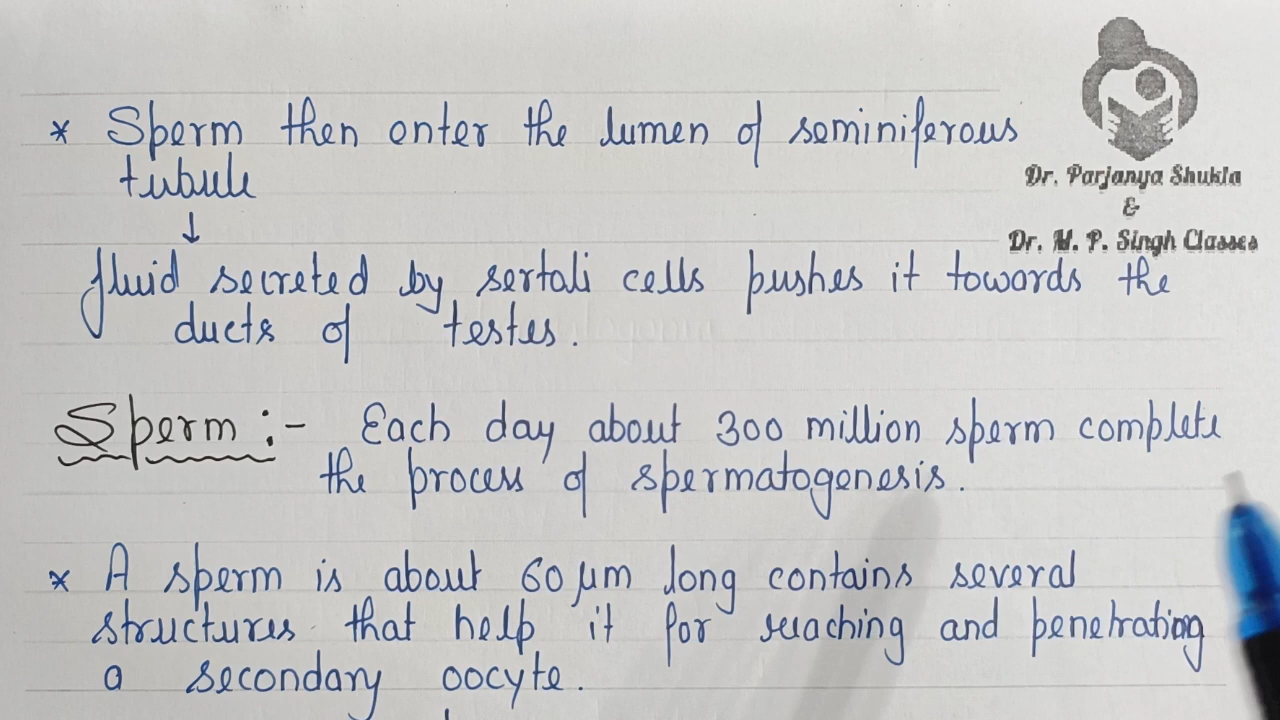 * Sperm then enter the lumen of seminiferous
tubule
↓
fluid secreted by sertali cells pushes it towards the
ducts of testes.
Sperm :- Each day about 300 million sperm complete
the process of spermatogenesis.
* A sperm is about 60 μm long contains several
structures that help it for reaching and penetrating
a secondary oocyte.
Dr. Parjanya Shukla
&
Dr. M. P. Singh Classes